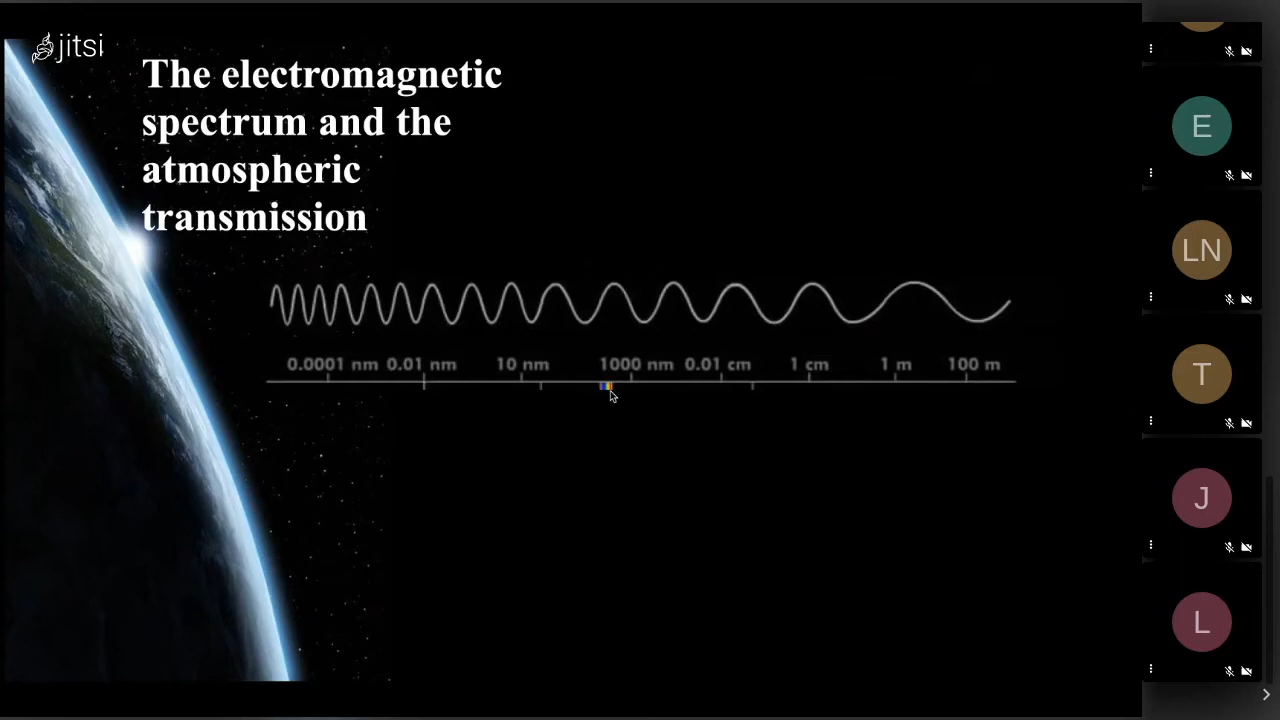 jitsi
The electromagnetic
spectrum and the
atmospheric
transmission
0.0001 nm 0.01 nm 10 nm 1000 nm 0.01 cm 1 cm 1 m 100 m
E
LN
T
J
L